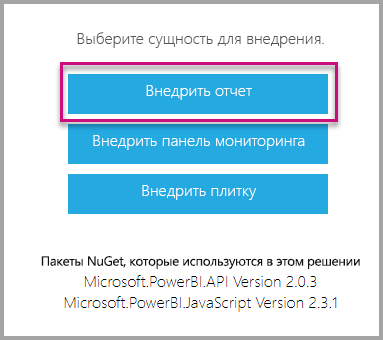 Выберите сущность для внедрения.
Внедрить отчет
Внедрить панель мониторинга
Внедрить плитку
Пакеты NuGet, которые используются в этом решении
Microsoft.PowerBI.API Version 2.0.3
Microsoft.PowerBI.JavaScript Version 2.3.1